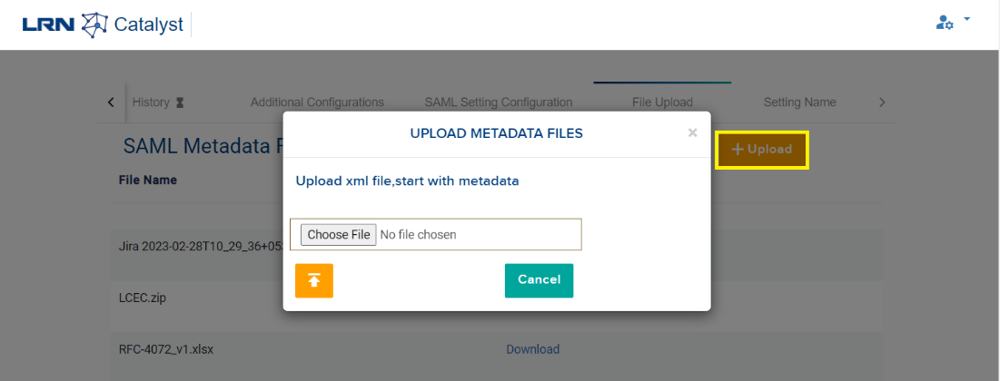 LRN Catalyst
History
Additional Configurations
SAML Setting Configuration
File Upload
Setting Name
UPLOAD METADATA FILES
×
SAML Metadata F
+ Upload
File Name
Upload xml file,start with metadata
Choose File No file chosen
Jira 2023-02-28T10_29_36+05
Cancel
LCEC.zip
RFC-4072_v1.xlsx
Download